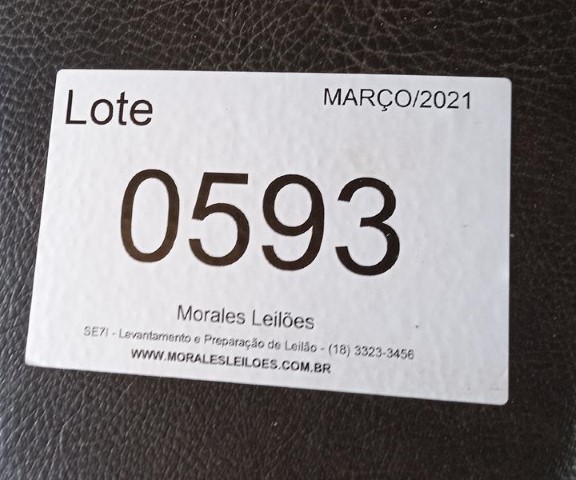 Lote
MARÇO/2021
0593
Morales Leilões
SE7I - Levantamento e Preparação de Leilão - (18) 3323-3456
WWW.MORALESLEILOES.COM.BR